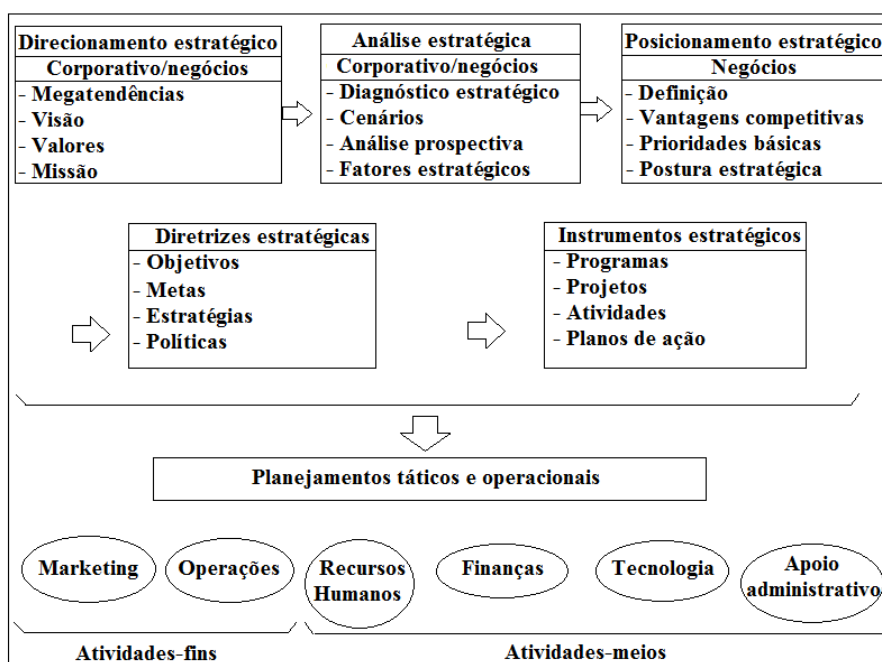 Direcionamento estratégico
Corporativo/negócios
- Megatendências
- Visão
- Valores
- Missão
Análise estratégica
Corporativo/negócios
- Diagnóstico estratégico
- Cenários
- Análise prospectiva
- Fatores estratégicos
Posicionamento estratégico
Negócios
- Definição
- Vantagens competitivas
- Prioridades básicas
- Postura estratégica
Diretrizes estratégicas
- Objetivos
- Metas
- Estratégias
- Políticas
Instrumentos estratégicos
- Programas
- Projetos
- Atividades
- Planos de ação
Planejamentos táticos e operacionais
Marketing
Operações
Recursos
Humanos
Finanças
Tecnologia
Apoio
administrativo
Atividades-fins
Atividades-meios